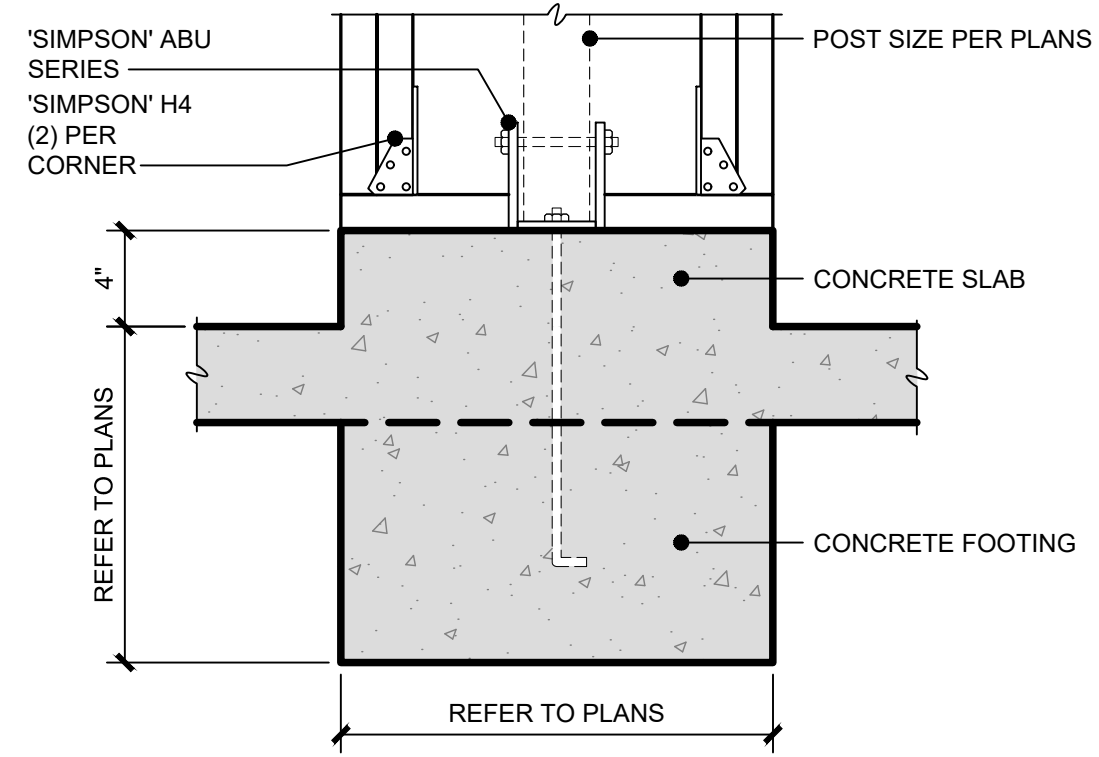 'SIMPSON' ABU
SERIES
'SIMPSON' H4
(2) PER
CORNER
POST SIZE PER PLANS
4"
CONCRETE SLAB
REFER TO PLANS
CONCRETE FOOTING
REFER TO PLANS